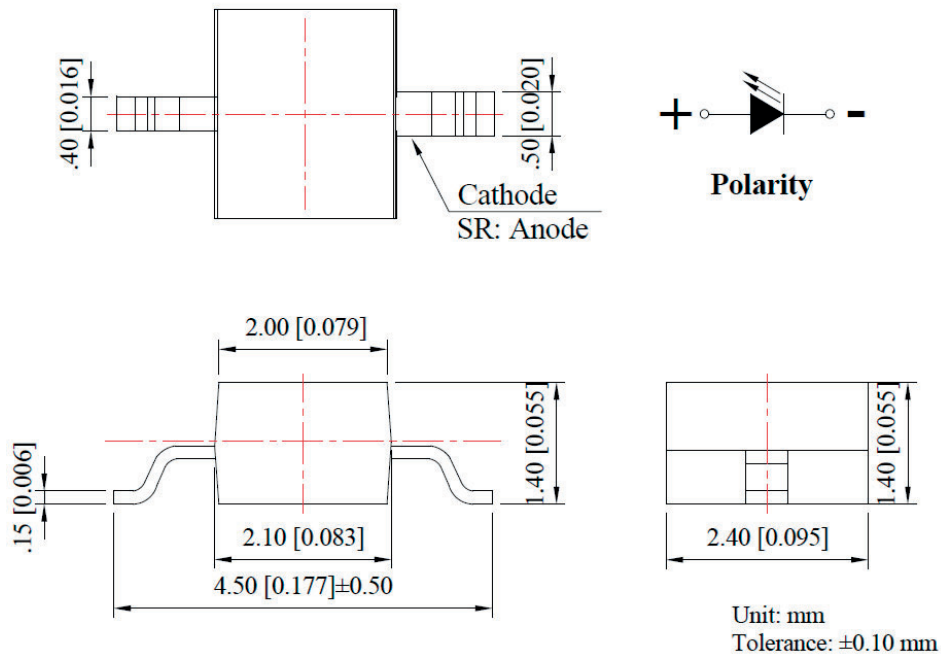 .40 [0.016]
.50 [0.020]
Cathode
SR: Anode
+ -
Polarity
2.00 [0.079]
.15 [0.006]
1.40 [0.055]
2.10 [0.083]
4.50 [0.177]±0.50
1.40 [0.055]
2.40 [0.095]
Unit: mm
Tolerance: ±0.10 mm